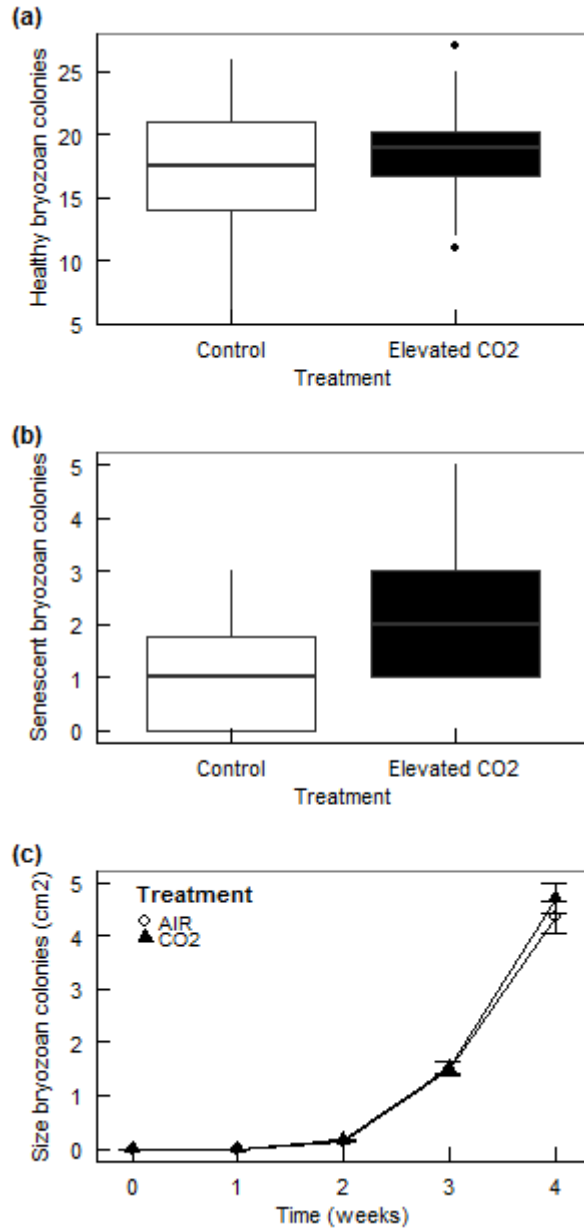 (a)
Healthy bryozoan colonies
25
20
15
10
5
Control Elevated CO2
Treatment
(b)
Senescent bryozoan colonies
5
4
3
2
1
0
Control Elevated CO2
Treatment
(c)
Size bryozoan colonies (cm2)
5
4
3
2
1
0
Treatment
AIR
CO2
0 1 2 3 4
Time (weeks)